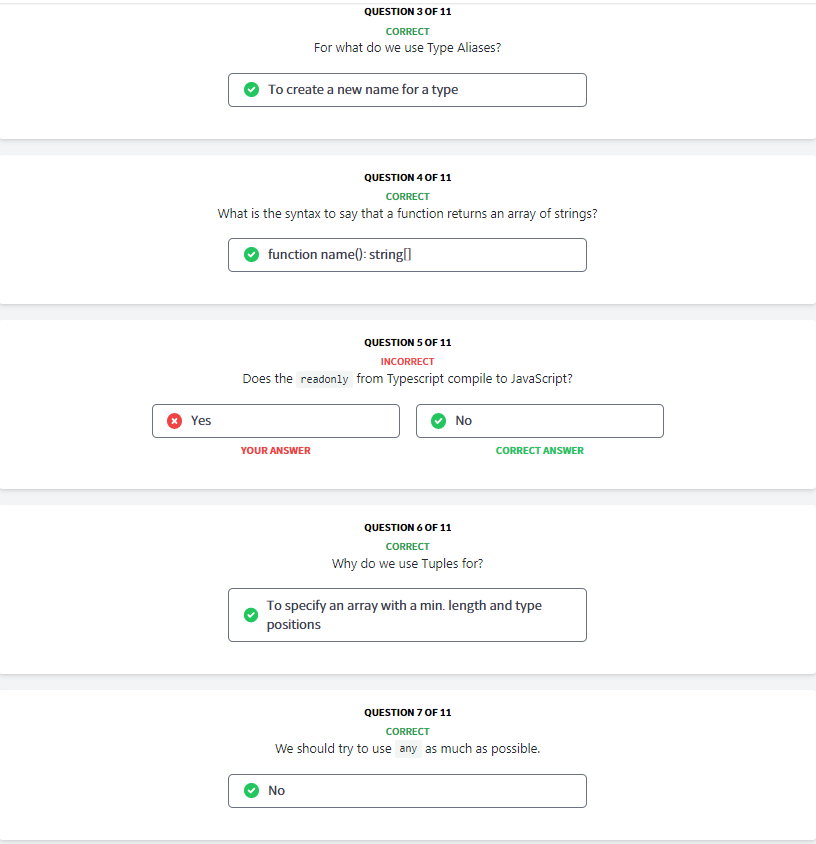 QUESTION 3 OF 11
CORRECT
For what do we use Type Aliases?
To create a new name for a type
QUESTION 4 OF 11
CORRECT
What is the syntax to say that a function returns an array of strings?
function name(): string[]
QUESTION 5 OF 11
INCORRECT
Does the readonly from Typescript compile to JavaScript?
Yes
No
YOUR ANSWER
CORRECT ANSWER
QUESTION 6 OF 11
CORRECT
Why do we use Tuples for?
To specify an array with a min. length and type
positions
QUESTION 7 OF 11
CORRECT
We should try to use any as much as possible.
No